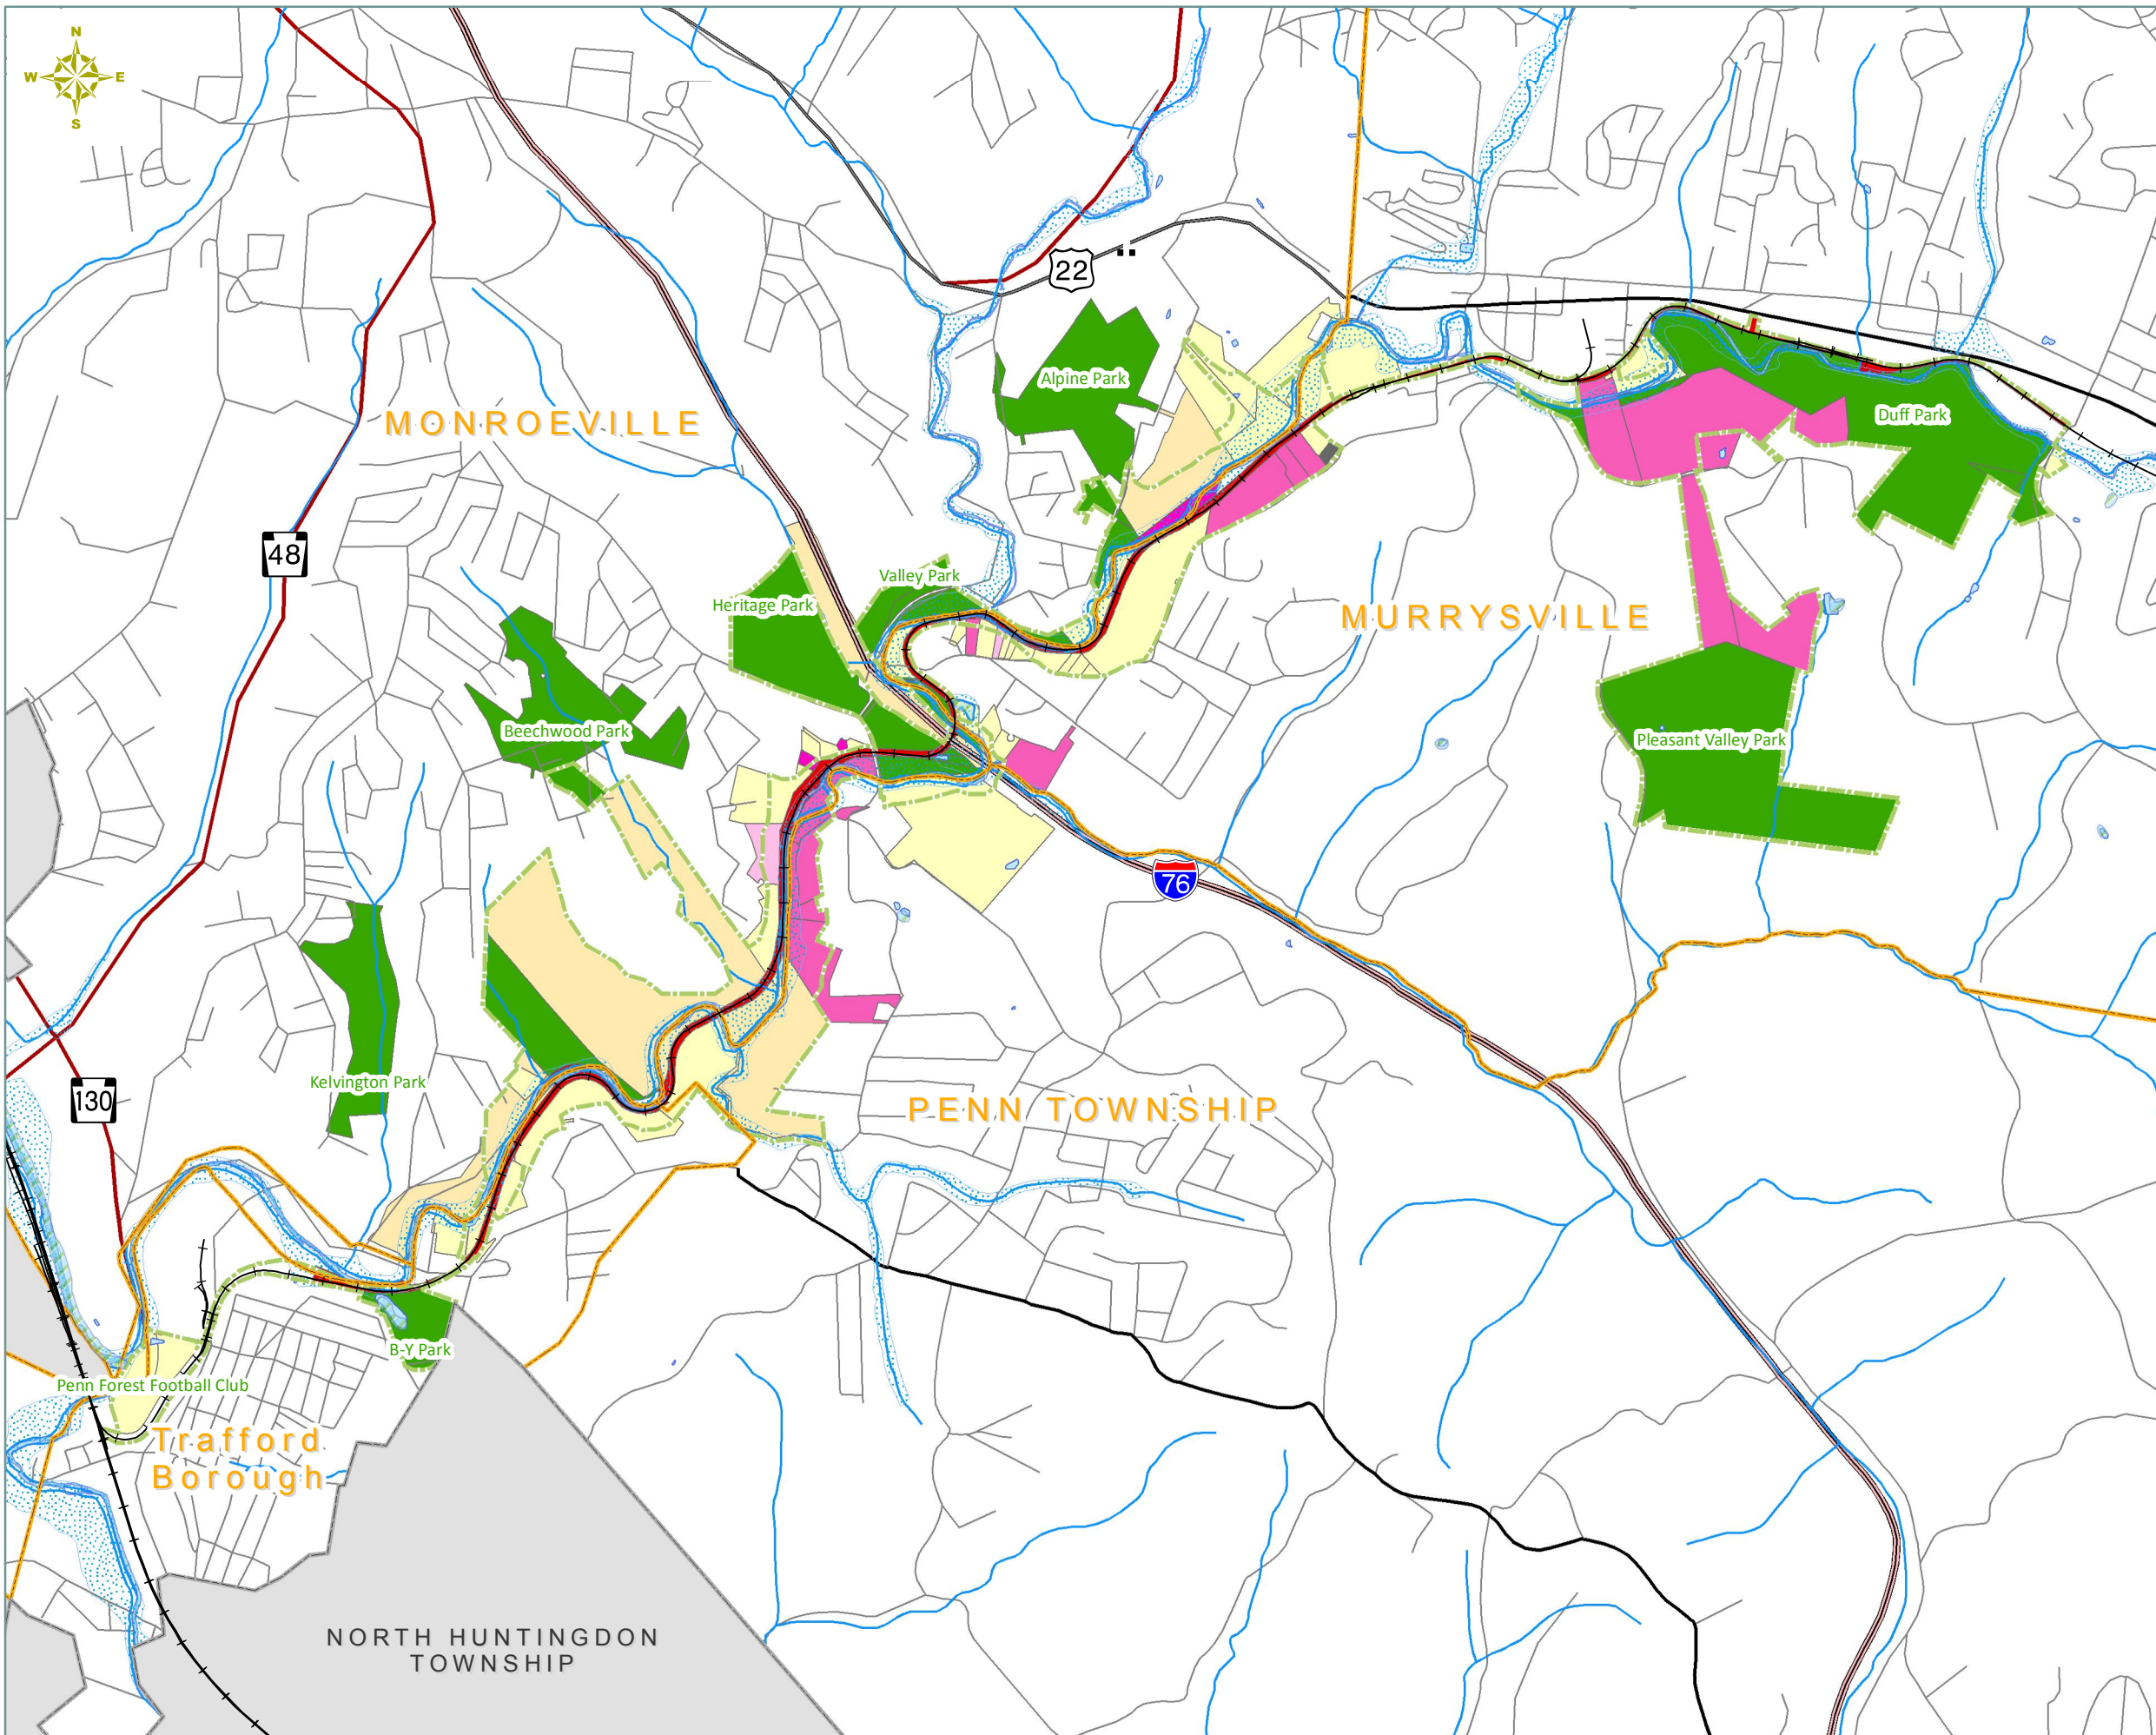 N
W E
S
22
Alpine Park
Duff Park
MONROEVILLE
48
Valley Park
Heritage Park
MURRYSVILLE
Beechwood Park
Pleasant Valley Park
76
Kelvington Park
130
PENN TOWNSHIP
B-Y Park
Penn Forest Football Club
Trafford
Borough
NORTH HUNTINGDON
TOWNSHIP